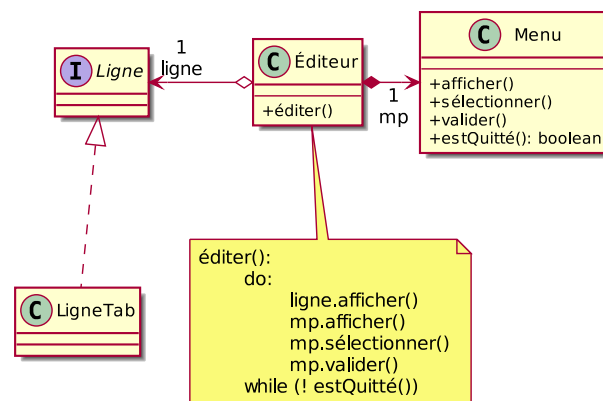 I Ligne
1
ligne
C Éditeur
+éditer()
1
mp
C Menu
+afficher()
+sélectionner()
+valider()
+estQuitté(): boolean
C LigneTab
éditer():
do:
ligne.afficher()
mp.afficher()
mp.sélectionner()
mp.valider()
while (! estQuitté())